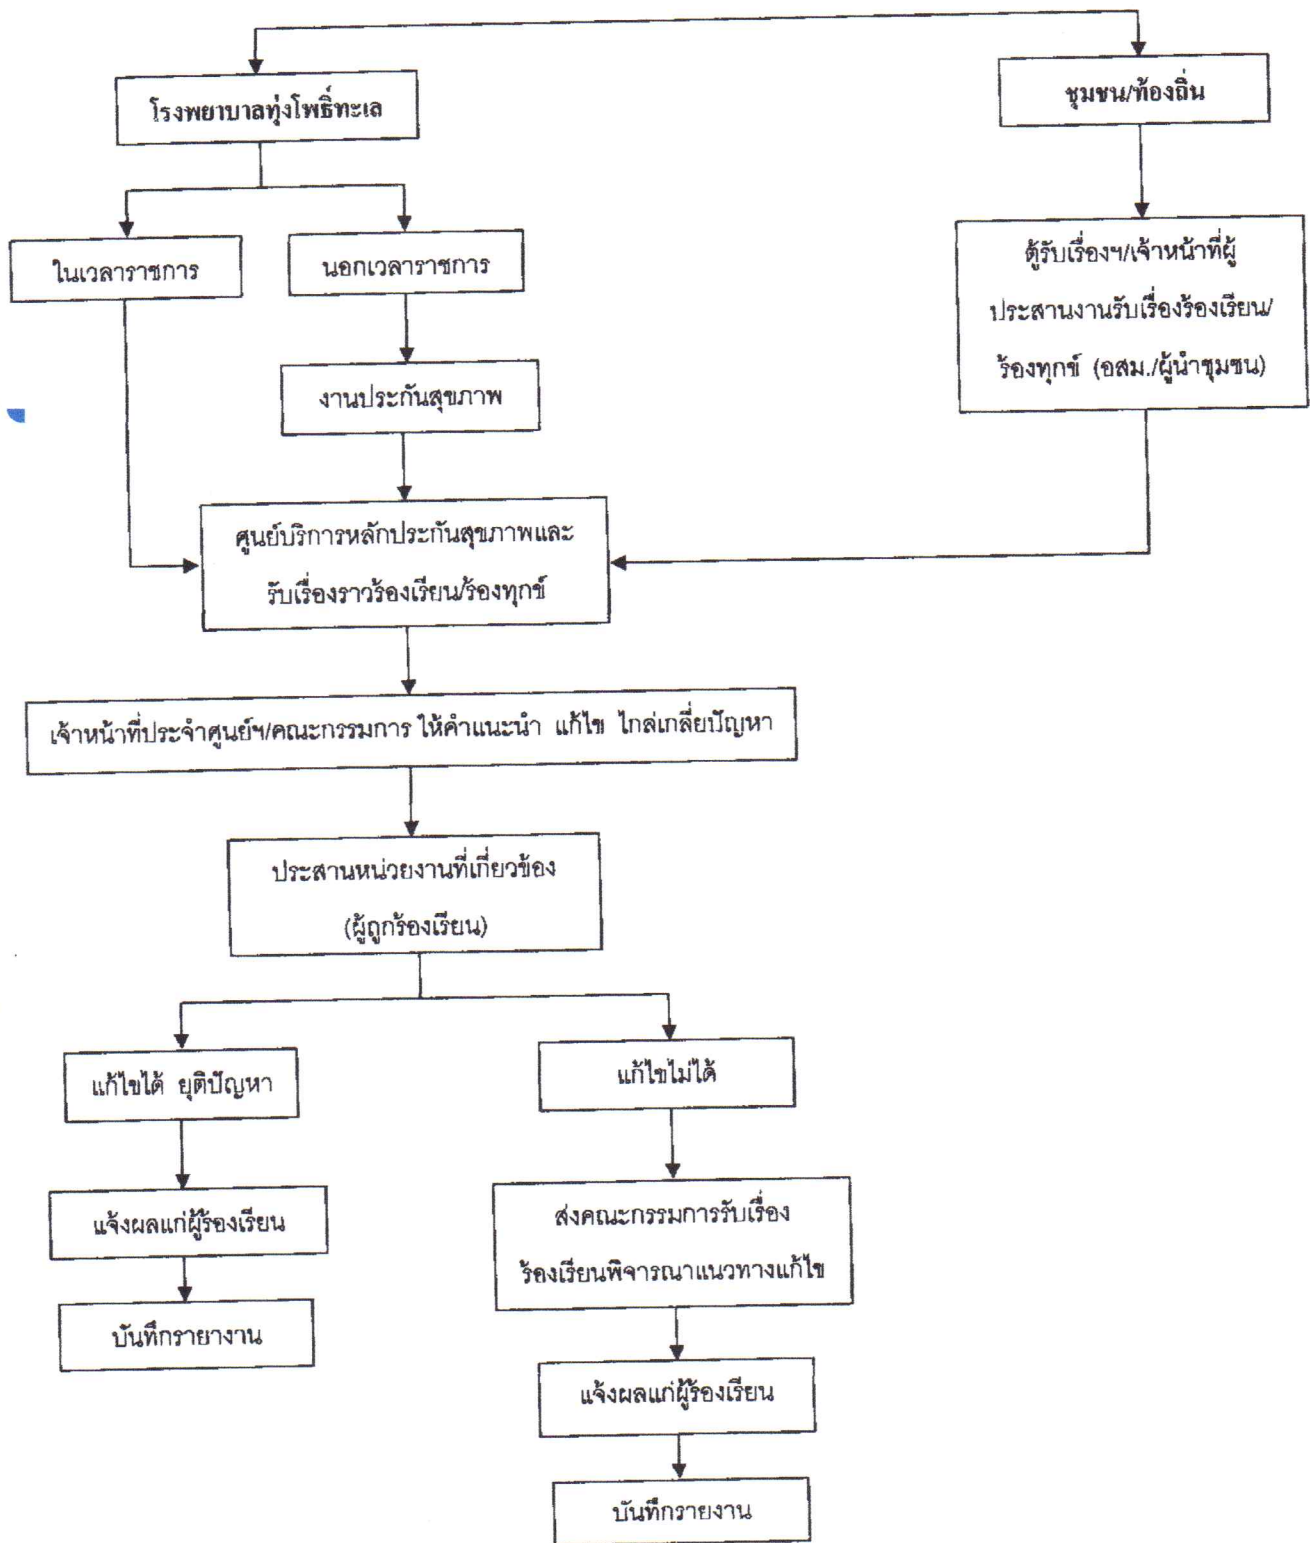 โรงพยาบาลทุ่งโพธิ์ทะเล
ชุมชน/ท้องถิ่น
ในเวลาราชการ
นอกเวลาราชการ
ตู้รับเรื่องฯ/เจ้าหน้าที่ผู้
ประสานงานรับเรื่องร้องเรียน/
ร้องทุกข์ (อสม./ผู้นำชุมชน)
งานประกันสุขภาพ
ศูนย์บริการหลักประกันสุขภาพและ
รับเรื่องราวร้องเรียน/ร้องทุกข์
เจ้าหน้าที่ประจำศูนย์ฯ/คณะกรรมการ ให้คำแนะนำ แก้ไข ไกล่เกลี่ยปัญหา
ประสานหน่วยงานที่เกี่ยวข้อง
(ผู้ถูกร้องเรียน)
แก้ไขได้ ยุติปัญหา
แก้ไขไม่ได้
แจ้งผลแก่ผู้ร้องเรียน
ส่งคณะกรรมการรับเรื่อง
ร้องเรียนพิจารณาแนวทางแก้ไข
บันทึกรายางาน
แจ้งผลแก่ผู้ร้องเรียน
บันทึกรายงาน